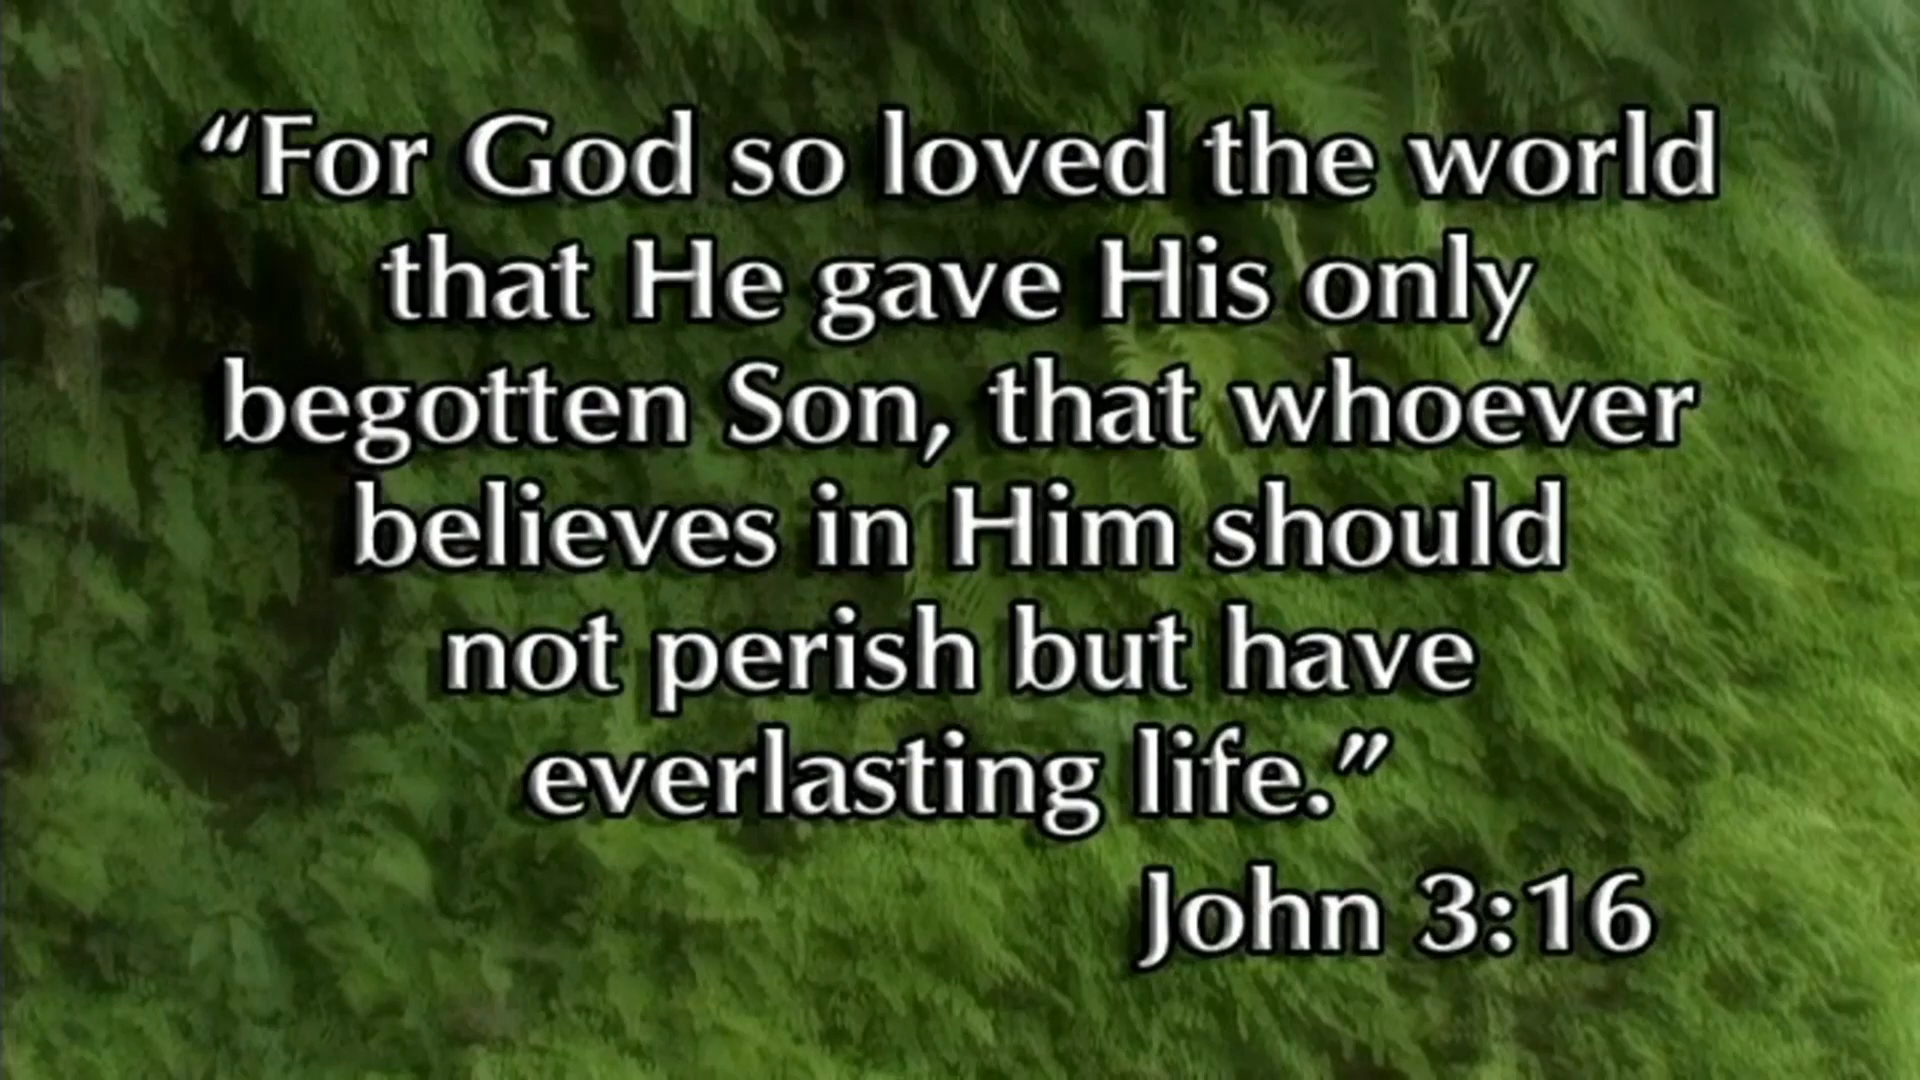 “For God so loved the world
that He gave His only
begotten Son, that whoever
believes in Him should
not perish but have
everlasting life.”
John 3:16